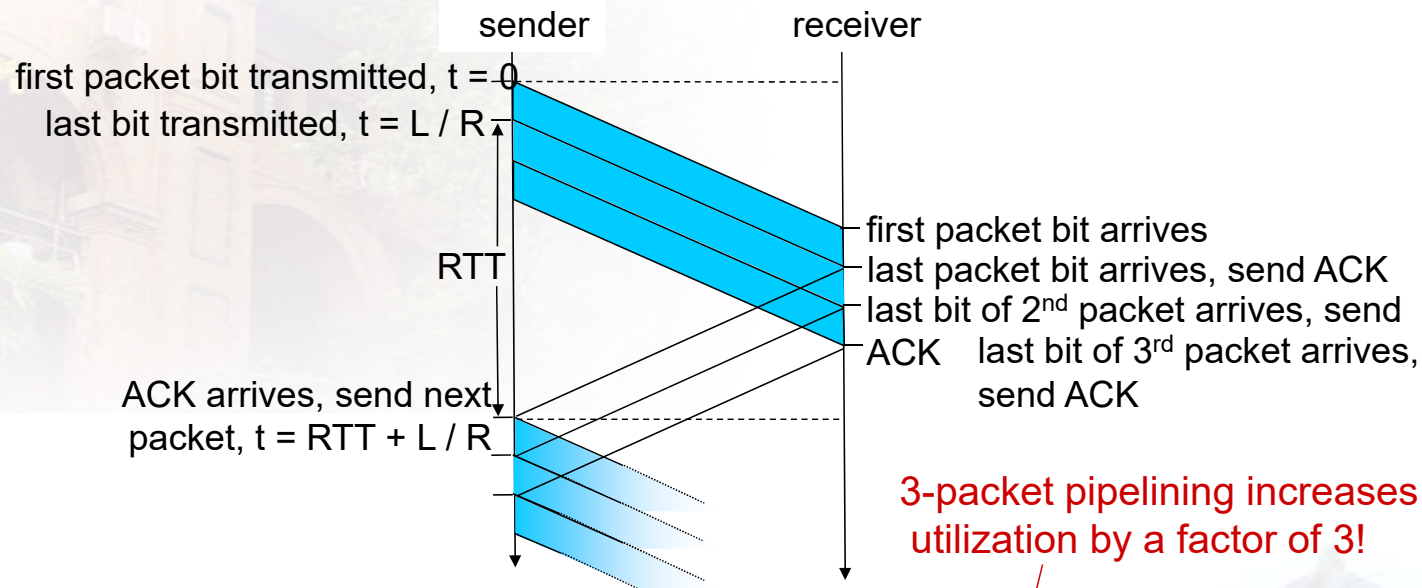 sender receiver
first packet bit transmitted, t = 0
last bit transmitted, t = L / R
first packet bit arrives
RTT
last packet bit arrives, send ACK
last bit of 2nd packet arrives, send
ACK last bit of 3rd packet arrives,
send ACK
ACK arrives, send next
packet, t = RTT + L / R
3-packet pipelining increases
utilization by a factor of 3!